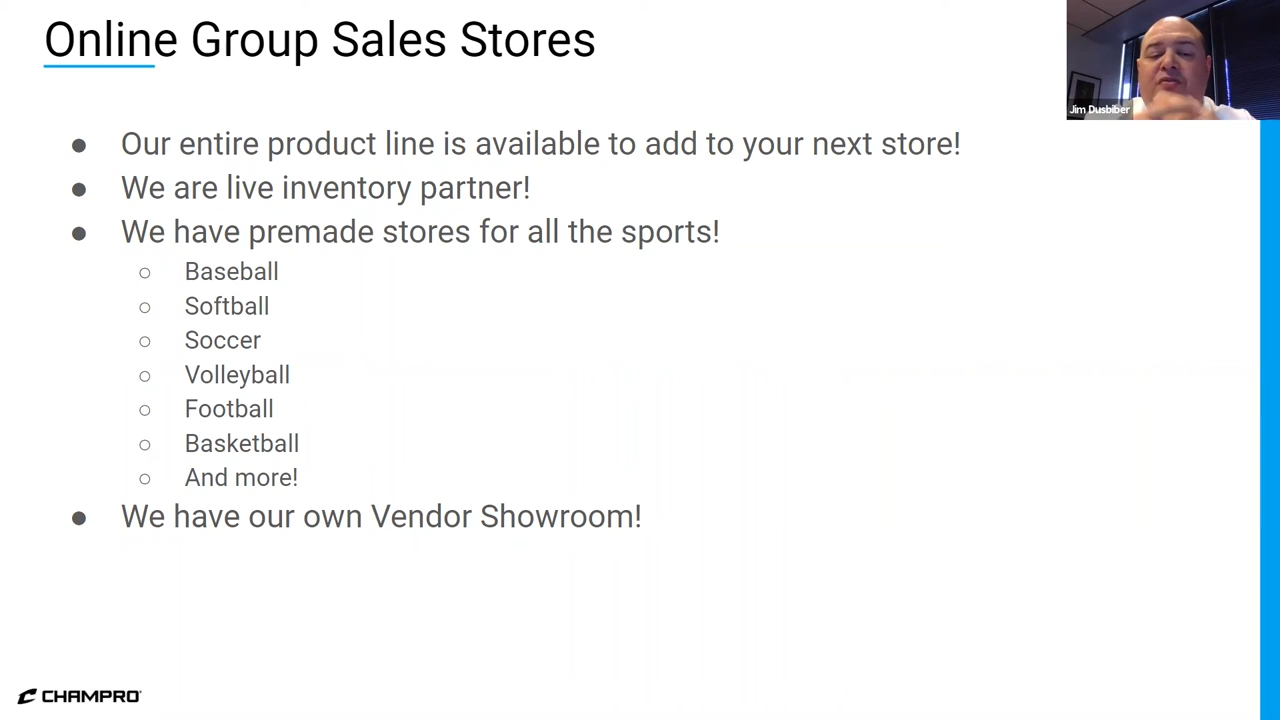 Online Group Sales Stores
Jim Dusbiber
● Our entire product line is available to add to your next store!
● We are live inventory partner!
● We have premade stores for all the sports!
○ Baseball
○ Softball
○ Soccer
○ Volleyball
○ Football
○ Basketball
○ And more!
● We have our own Vendor Showroom!
CHAMPRO